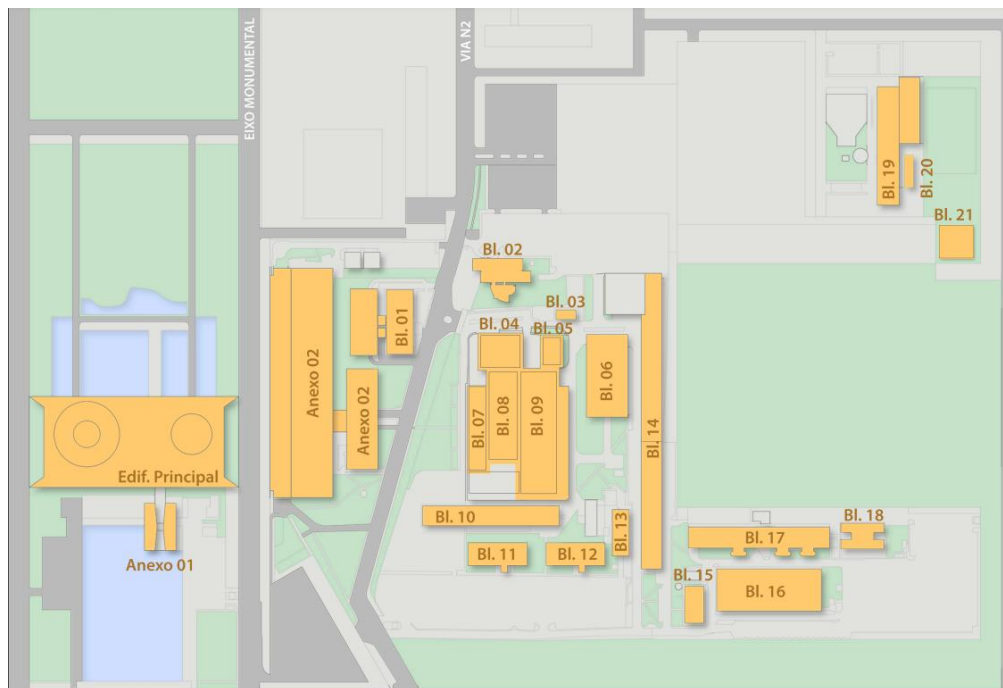 EIXO MONUMENTAL
VIA N2
Bl. 19
Bl. 20
Bl. 21
Bl. 02
Bl. 03
Bl. 01
Bl. 04
Bl. 05
Anexo 02
Anexo 02
Bl. 06
Bl. 07
Bl. 08
Bl. 09
Bl. 14
Edif. Principal
Anexo 01
Bl. 10
Bl. 13
Bl. 11
Bl. 12
Bl. 18
Bl. 17
Bl. 15
Bl. 16